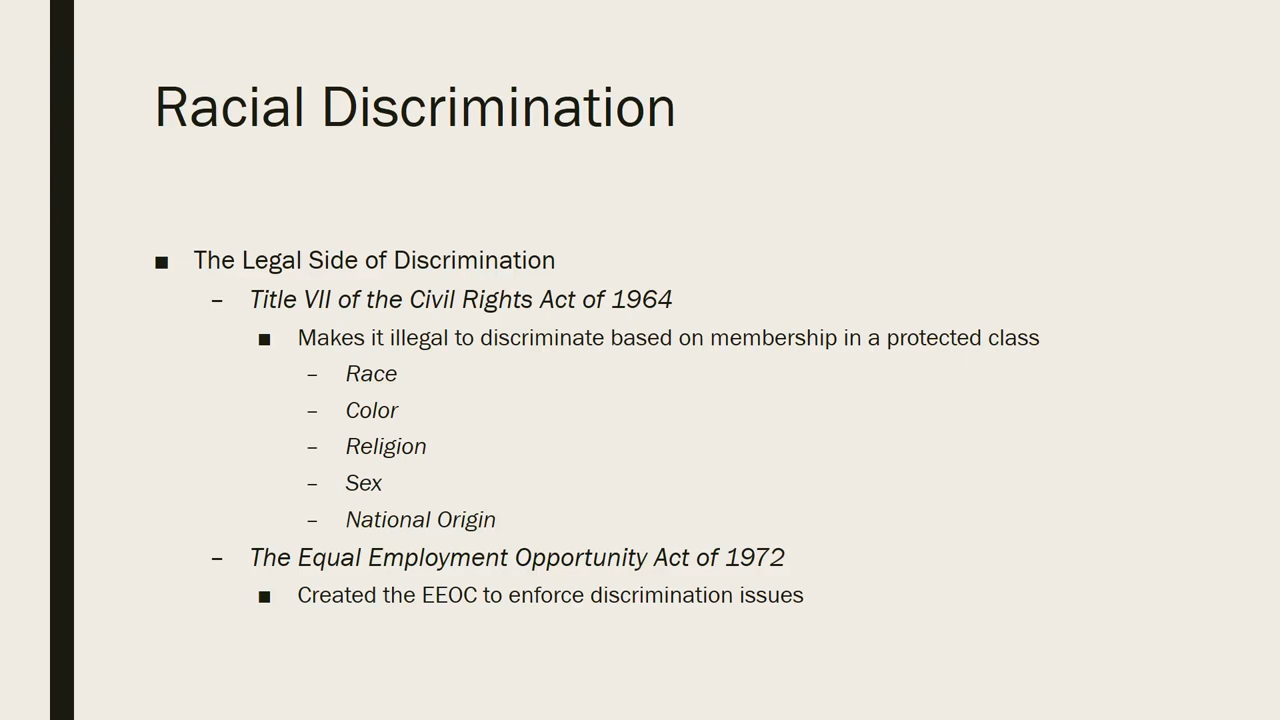 Racial Discrimination
■ The Legal Side of Discrimination
– Title VII of the Civil Rights Act of 1964
■ Makes it illegal to discriminate based on membership in a protected class
– Race
– Color
– Religion
– Sex
– National Origin
– The Equal Employment Opportunity Act of 1972
■ Created the EEOC to enforce discrimination issues